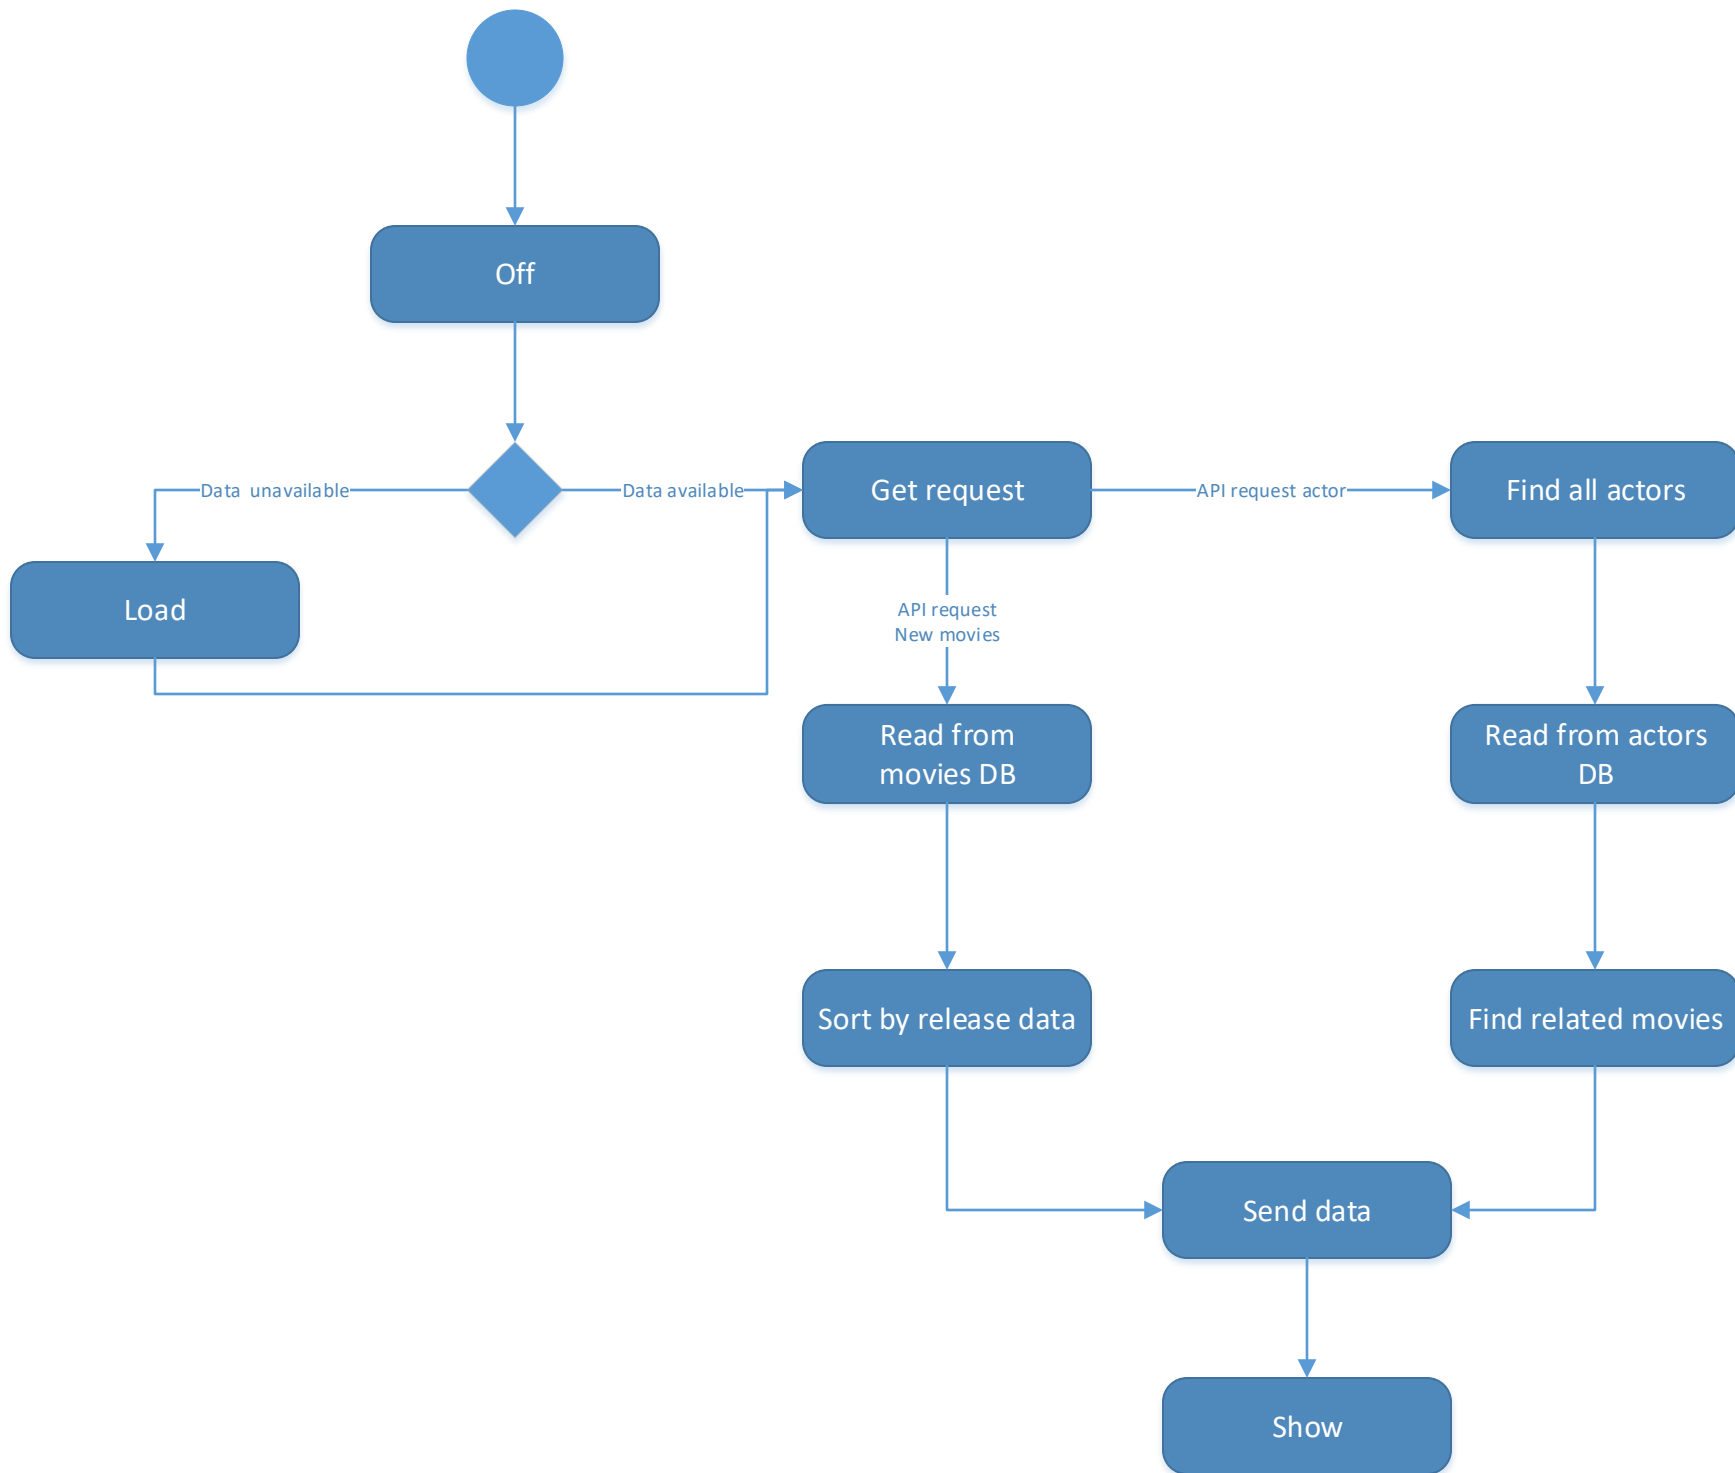 Off
Data unavailable
Data available
Get request
API request actor
Find all actors
Load
API request
New movies
Read from
movies DB
Read from actors
DB
Sort by release data
Find related movies
Send data
Show